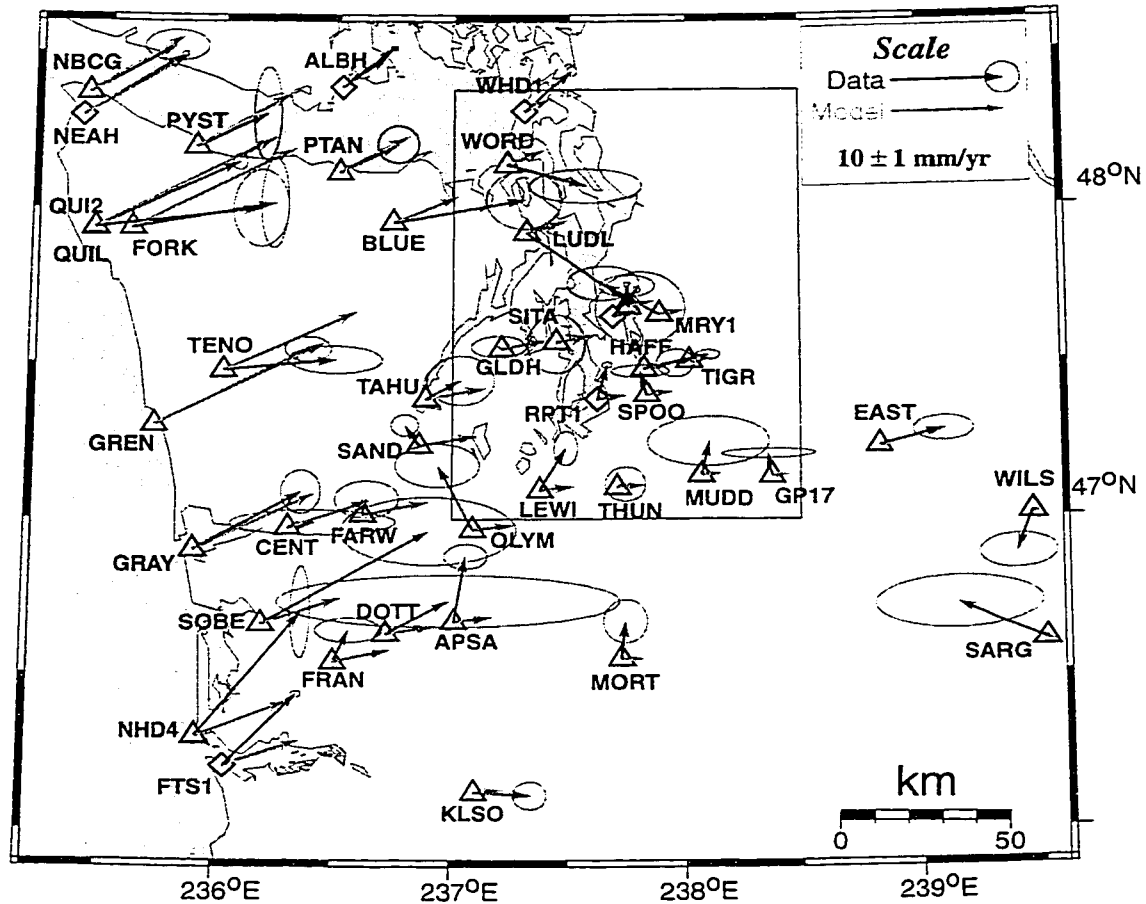 Scale
Data
Model
10 ± 1 mm/yr
NBCG
ALBH
WHD1
NEAH
PYST
PTAN
WORD
48°N
QUI2
QUIL
FORK
BLUE
LUDL
SITA
MRY1
TENO
GLDH
HAFF
TIGR
TAHU
RPT1
SPOO
EAST
GREN
SAND
WILS
47°N
LEWI
THUN
MUDD
GP17
GRAY
CENT
FARW
OLYM
SOBE
DOTT
APSA
SARG
FRAN
MORT
NHD4
FTS1
KLSO
km
0
50
236°E
237°E
238°E
239°E